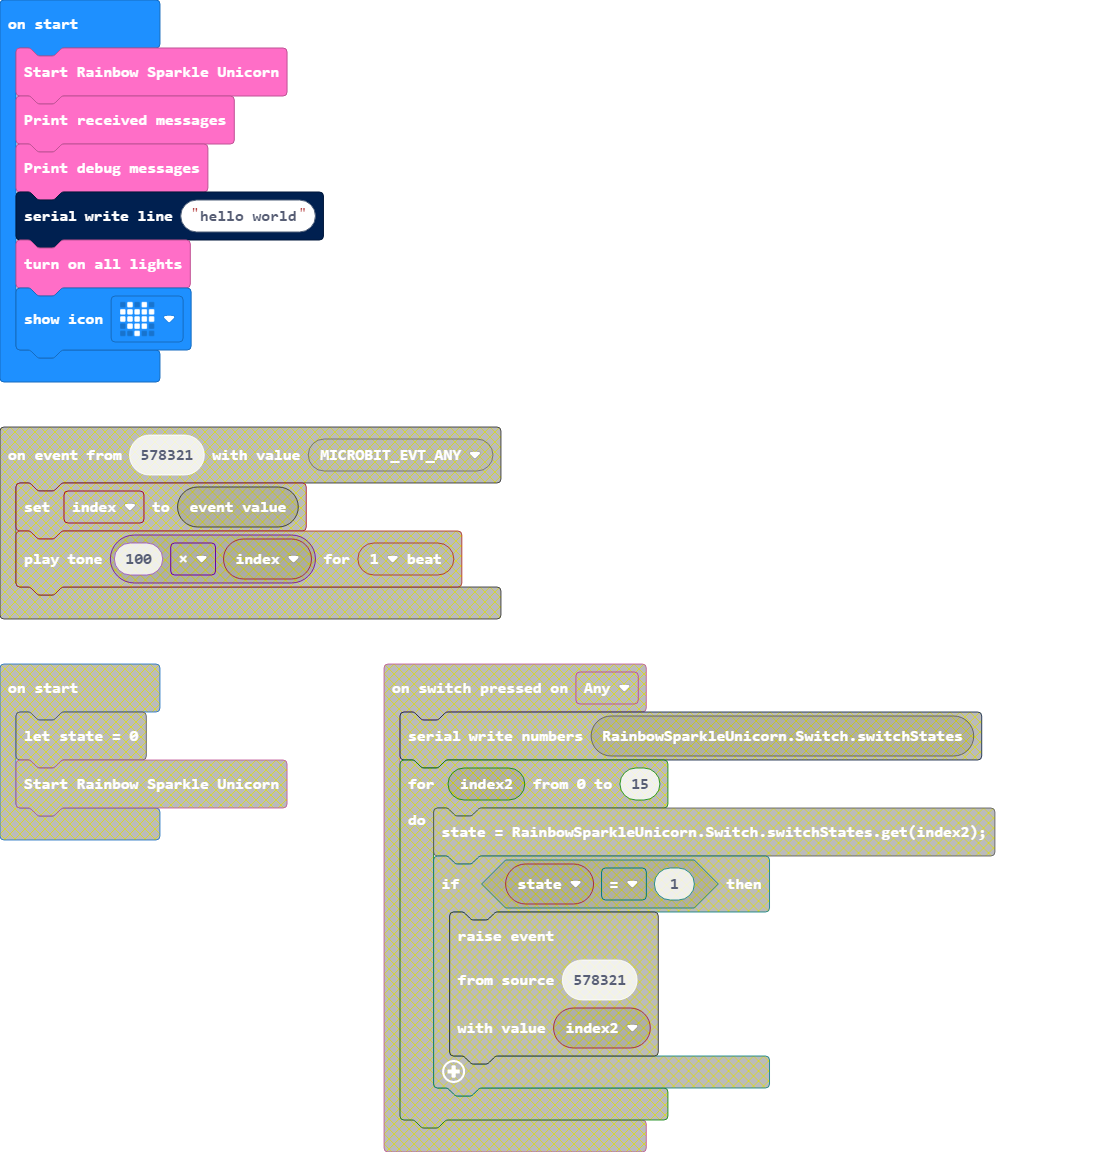 on start
Start Rainbow Sparkle Unicorn
Print received messages
Print debug messages
serial write line "hello world"
turn on all lights
show icon
on event from 578321 with value MICROBIT_EVT_ANY
set index to event value
play tone 100 × index for 1 beat
on start
let state = 0
Start Rainbow Sparkle Unicorn
on switch pressed on Any
serial write numbers RainbowSparkleUnicorn.Switch.switchStates
for index2 from 0 to 15
do
state = RainbowSparkleUnicorn.Switch.switchStates.get(index2);
if state = 1 then
raise event
from source 578321
with value index2